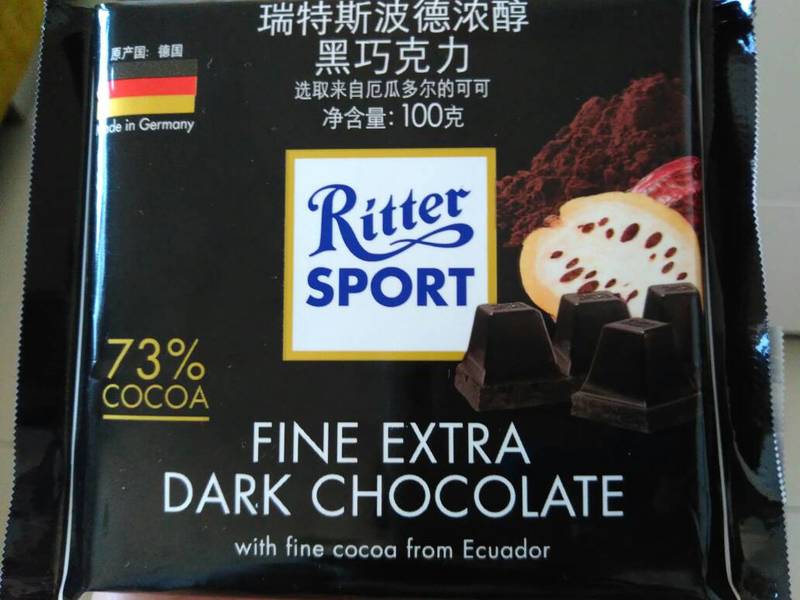 瑞特斯波德浓醇
黑巧克力
选取来自厄瓜多尔的可可
净含量: 100克
原产国: 德国
in Germany
Ritter
SPORT
73%
COCOA
FINE EXTRA
DARK CHOCOLATE
with fine cocoa from Ecuador